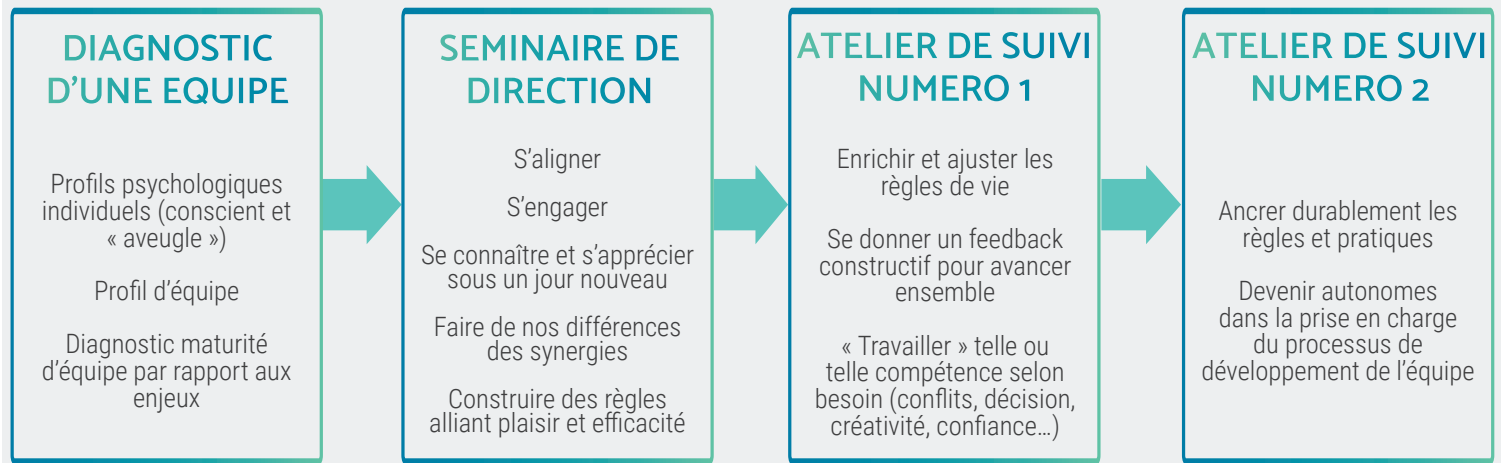 DIAGNOSTIC
D'UNE EQUIPE
Profils psychologiques
individuels (conscient et
« aveugle »)
Profil d'équipe
Diagnostic maturité
d'équipe par rapport aux
enjeux
SEMINAIRE DE
DIRECTION
S'aligner
S'engager
Se connaître et s'apprécier
sous un jour nouveau
Faire de nos différences
des synergies
Construire des règles
alliant plaisir et efficacité
ATELIER DE SUIVI
NUMERO 1
Enrichir et ajuster les
règles de vie
Se donner un feedback
constructif pour avancer
ensemble
« Travailler » telle ou
telle compétence selon
besoin (conflits, décision,
créativité, confiance…)
ATELIER DE SUIVI
NUMERO 2
Ancrer durablement les
règles et pratiques
Devenir autonomes
dans la prise en charge
du processus de
développement de l'équipe